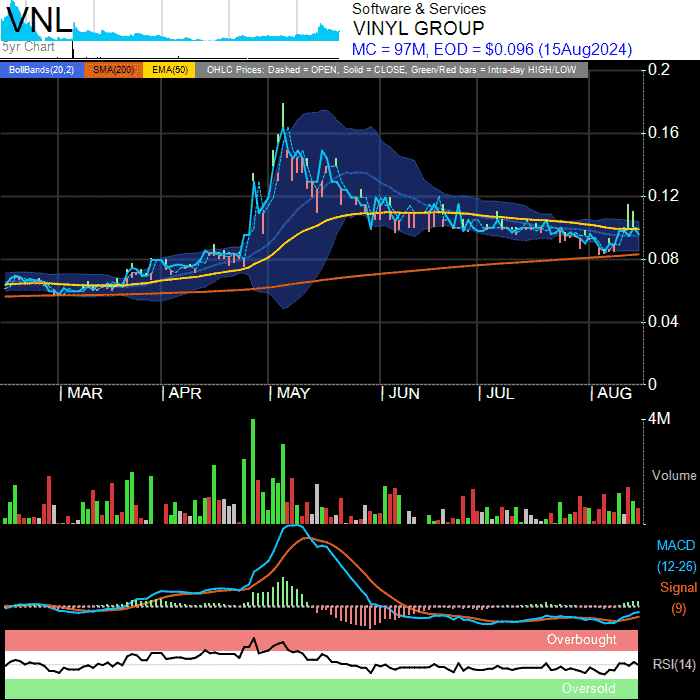 VNL
5yr Chart
Software & Services
VINYL GROUP
MC = 97M, EOD = $0.096 (15Aug2024)
BollBands(20,2) SMA(200) EMA(50) OHLC Prices: Dashed = OPEN, Solid = CLOSE, Green/Red bars = Intra-day HIGH/LOW
0.2
0.16
0.12
0.08
0.04
0
MAR APR MAY JUN JUL AUG
4M
Volume
MACD
(12-26)
Signal
(9)
Overbought
RSI(14)
Oversold